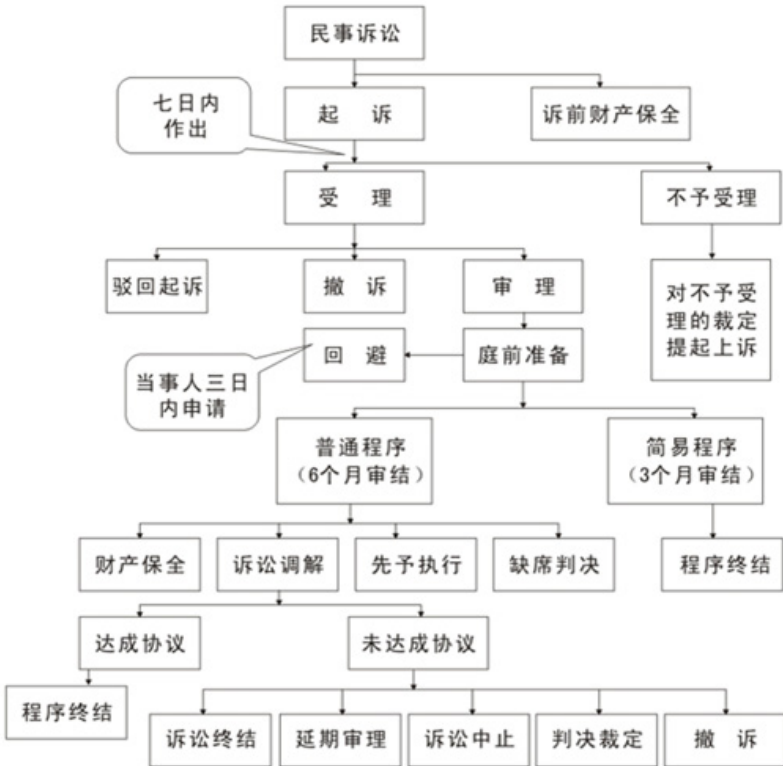 民事诉讼
七日内
作出
起 诉
诉前财产保全
受 理
不予受理
驳回起诉
撤 诉
审 理
对不予受
理的裁定
提起上诉
回 避
庭前准备
当事人三日
内申请
普通程序
（6个月审结）
简易程序
（3个月审结）
财产保全
诉讼调解
先予执行
缺席判决
程序终结
达成协议
未达成协议
程序终结
诉讼终结
延期审理
诉讼中止
判决裁定
撤 诉